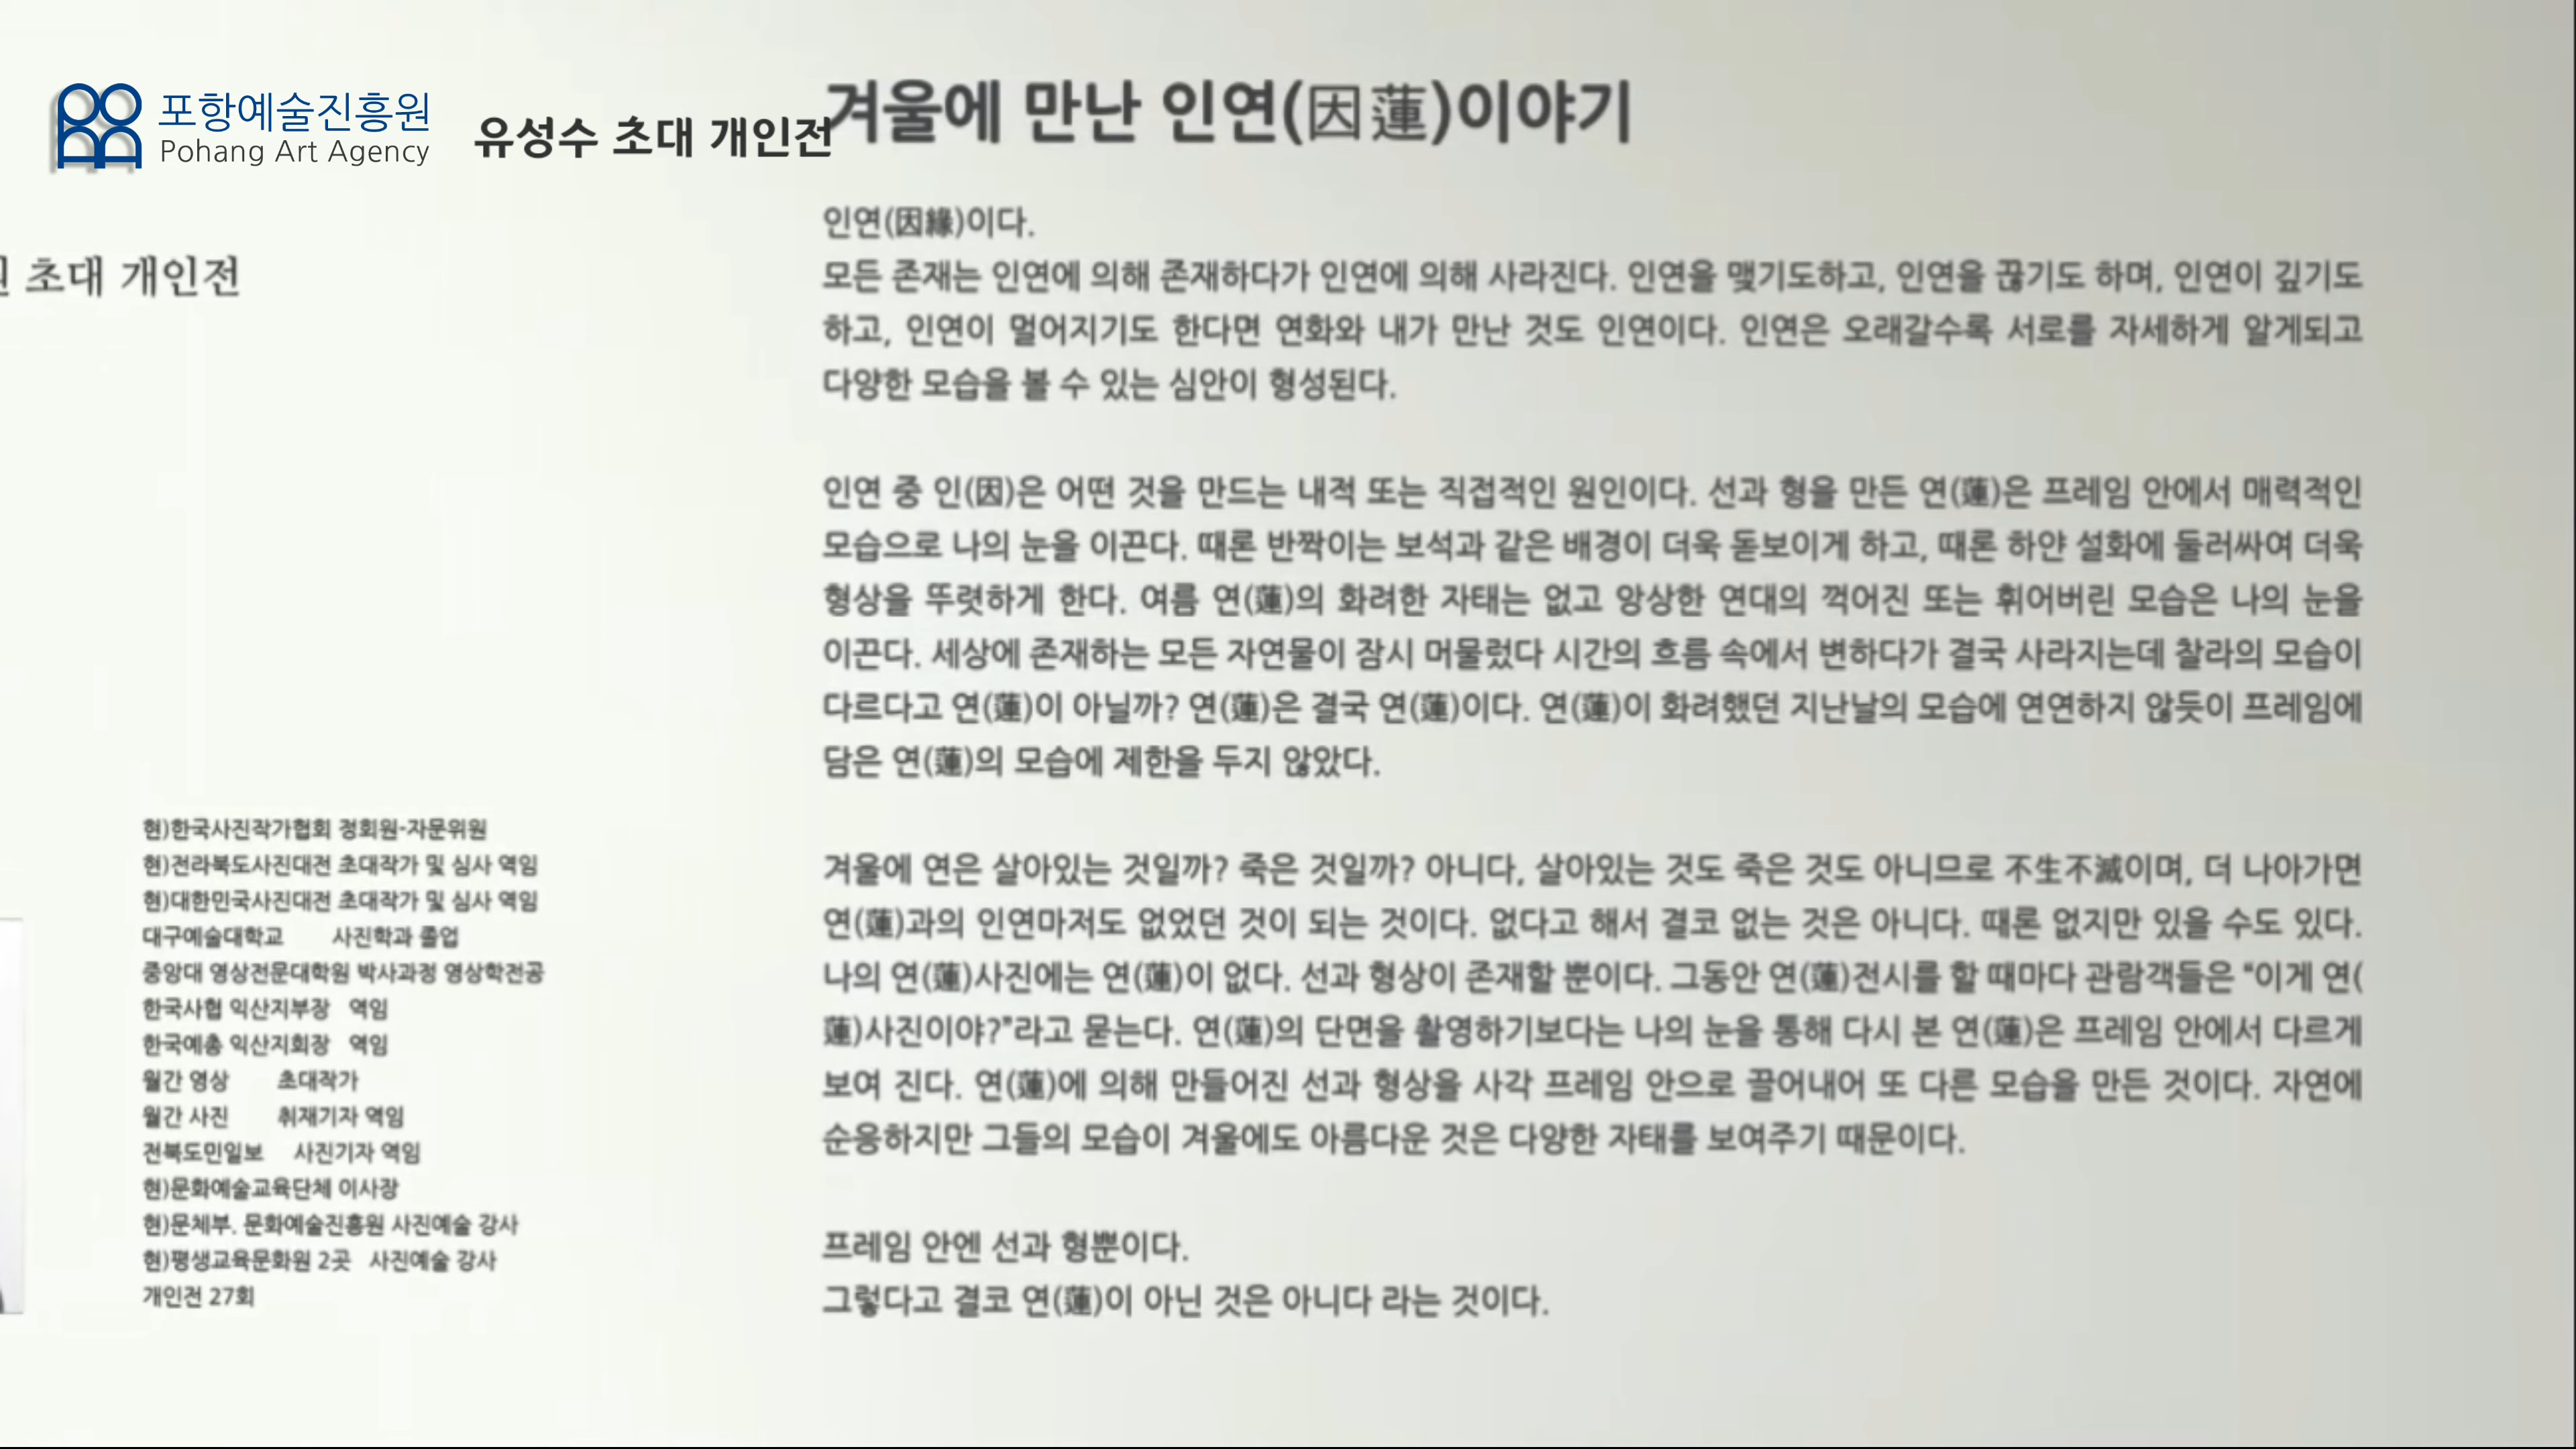 포항예술진흥원
Pohang Art Agency
유성수 초대 개인전
초대 개인전
현)한국사진작가협회 정회원-자문위원
현)전라북도사진대전 초대작가 및 심사 역임
현)대한민국사진대전 초대작가 및 심사 역임
대구예술대학교 사진학과 졸업
중앙대 영상전문대학원 박사과정 영상학전공
한국사협 익산지부장 역임
한국예총 익산지회장 역임
월간 영상 초대작가
월간 사진 취재기자 역임
전북도민일보 사진기자 역임
현)문화예술교육단체 이사장
현)문체부. 문화예술진흥원 사진예술 강사
현)평생교육문화원 2곳 사진예술 강사
개인전 27회
겨울에 만난 인연(因蓮)이야기
인연(因緣)이다.
모든 존재는 인연에 의해 존재하다가 인연에 의해 사라진다. 인연을 맺기도하고, 인연을 끊기도 하며, 인연이 깊기도
하고, 인연이 멀어지기도 한다면 연화와 내가 만난 것도 인연이다. 인연은 오래갈수록 서로를 자세하게 알게되고
다양한 모습을 볼 수 있는 심안이 형성된다.
인연 중 인(因)은 어떤 것을 만드는 내적 또는 직접적인 원인이다. 선과 형을 만든 연(蓮)은 프레임 안에서 매력적인
모습으로 나의 눈을 이끈다. 때론 반짝이는 보석과 같은 배경이 더욱 돋보이게 하고, 때론 하얀 설화에 둘러싸여 더욱
형상을 뚜렷하게 한다. 여름 연(蓮)의 화려한 자태는 없고 앙상한 연대의 꺽어진 또는 휘어버린 모습은 나의 눈을
이끈다. 세상에 존재하는 모든 자연물이 잠시 머물렀다 시간의 흐름 속에서 변하다가 결국 사라지는데 찰라의 모습이
다르다고 연(蓮)이 아닐까? 연(蓮)은 결국 연(蓮)이다. 연(蓮)이 화려했던 지난날의 모습에 연연하지 않듯이 프레임에
담은 연(蓮)의 모습에 제한을 두지 않았다.
겨울에 연은 살아있는 것일까? 죽은 것일까? 아니다, 살아있는 것도 죽은 것도 아니므로 不生不滅이며, 더 나아가면
연(蓮)과의 인연마저도 없었던 것이 되는 것이다. 없다고 해서 결코 없는 것은 아니다. 때론 없지만 있을 수도 있다.
나의 연(蓮)사진에는 연(蓮)이 없다. 선과 형상이 존재할 뿐이다. 그동안 연(蓮)전시를 할 때마다 관람객들은 “이게 연(
蓮)사진이야?”라고 묻는다. 연(蓮)의 단면을 촬영하기보다는 나의 눈을 통해 다시 본 연(蓮)은 프레임 안에서 다르게
보여 진다. 연(蓮)에 의해 만들어진 선과 형상을 사각 프레임 안으로 끌어내어 또 다른 모습을 만든 것이다. 자연에
순응하지만 그들의 모습이 겨울에도 아름다운 것은 다양한 자태를 보여주기 때문이다.
프레임 안엔 선과 형뿐이다.
그렇다고 결코 연(蓮)이 아닌 것은 아니다 라는 것이다.